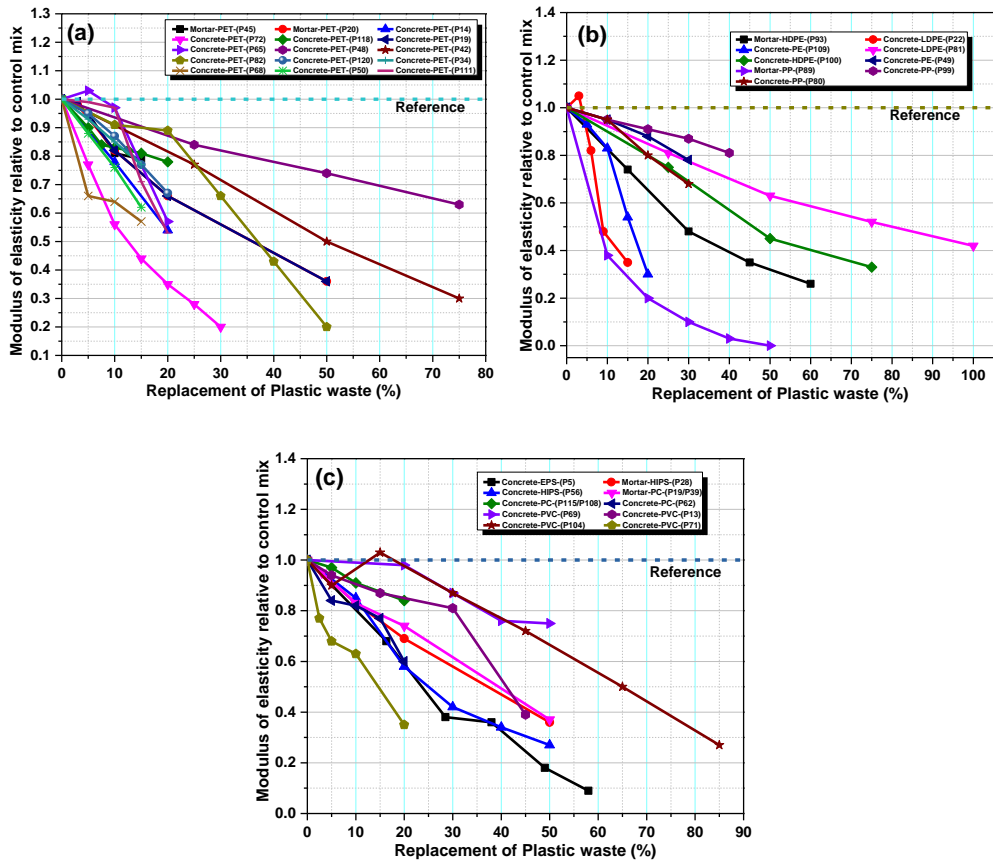 (a)
Mortar-PET-(P45) Mortar-PET-(P20) Concrete-PET-(P14)
Concrete-PET-(P72) Concrete-PET-(P118) Concrete-PET-(P19)
Concrete-PET-(P65) Concrete-PET-(P48) Concrete-PET-(P42)
Concrete-PET-(P82) Concrete-PET-(P120) Concrete-PET-(P34)
Concrete-PET-(P68) Concrete-PET-(P50) Concrete-PET-(P111)
Reference
Modulus of elasticity relative to control mix
1.3
1.2
1.1
1.0
0.9
0.8
0.7
0.6
0.5
0.4
0.3
0.2
0.1
0 10 20 30 40 50 60 70 80
Replacement of Plastic waste (%)
(b)
Mortar-HDPE-(P93) Concrete-LDPE-(P22)
Concrete-PE-(P109) Concrete-LDPE-(P81)
Concrete-HDPE-(P100) Concrete-PE-(P49)
Mortar-PP-(P89) Concrete-PP-(P99)
Concrete-PP-(P80)
Reference
Modulus of elasticity relative to control mix
1.4
1.2
1.0
0.8
0.6
0.4
0.2
0.0
0 10 20 30 40 50 60 70 80 90 100
Replacement of Plastic waste (%)
(c)
Concrete-EPS-(P5) Mortar-HIPS-(P28)
Concrete-HIPS-(P56) Mortar-PC-(P19/P39)
Concrete-PC-(P115/P108) Concrete-PC-(P62)
Concrete-PVC-(P69) Concrete-PVC-(P13)
Concrete-PVC-(P104) Concrete-PVC-(P71)
Reference
Modulus of elasticity relative to control mix
1.4
1.2
1.0
0.8
0.6
0.4
0.2
0.0
0 10 20 30 40 50 60 70 80 90
Replacement of Plastic waste (%)